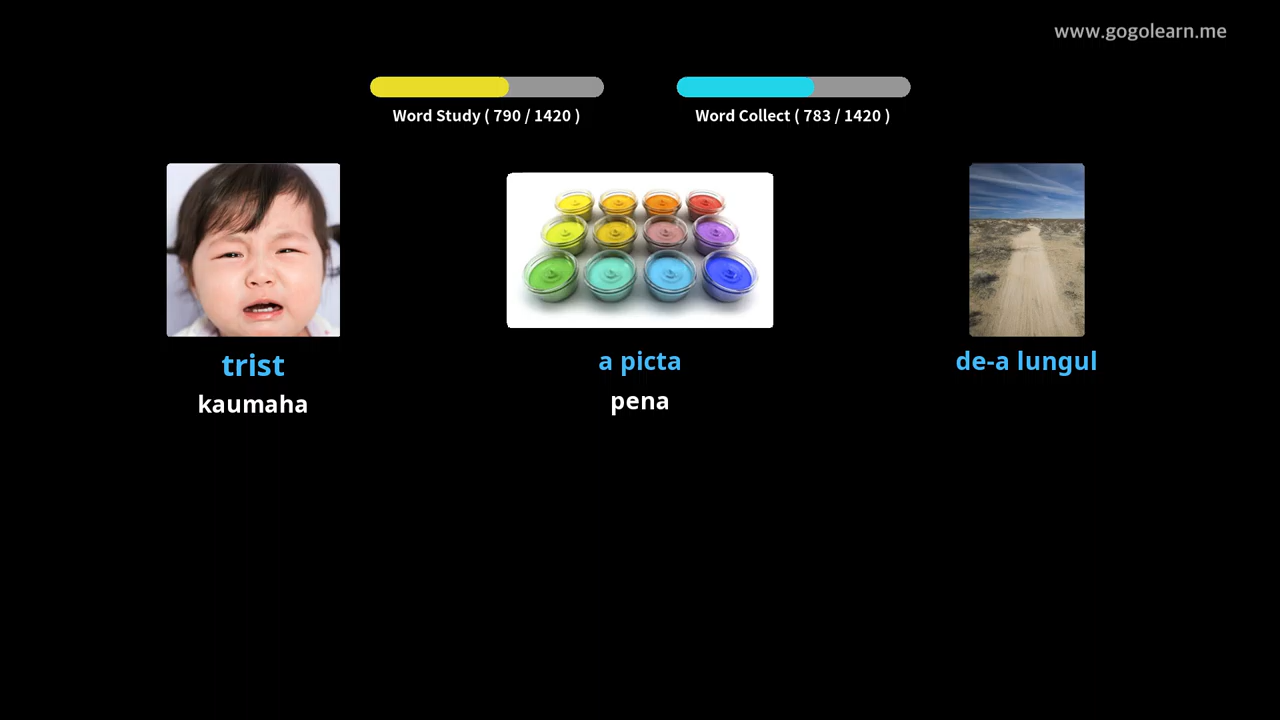 www.gogolearn.me
Word Study ( 790 / 1420 )
Word Collect ( 783 / 1420 )
trist
kaumaha
a picta
pena
de-a lungul